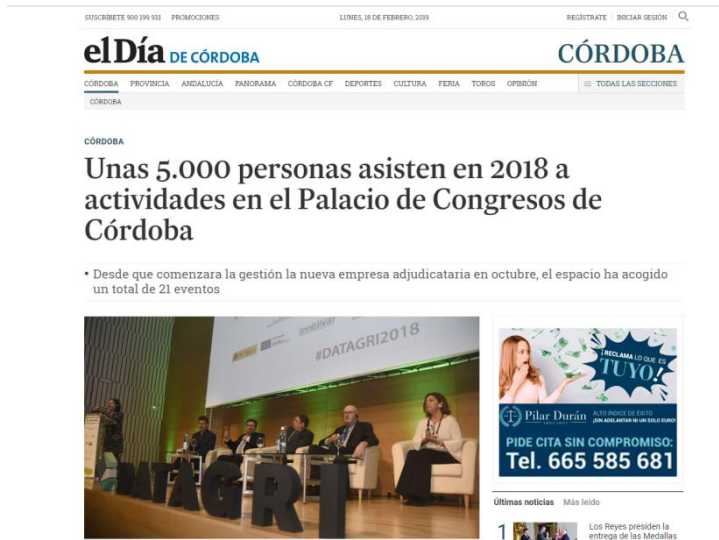 SUSCRÍBETE 900 199 931 PROMOCIONES LUNES, 18 DE FEBRERO, 2019 REGÍSTRATE INICIAR SESIÓN
el Día DE CÓRDOBA CÓRDOBA
CÓRDOBA PROVINCIA ANDALUCÍA PANORAMA CÓRDOBA CF DEPORTES CULTURA FERIA TOROS OPINIÓN TODAS LAS SECCIONES
CÓRDOBA
CÓRDOBA
Unas 5.000 personas asisten en 2018 a
actividades en el Palacio de Congresos de
Córdoba
• Desde que comenzara la gestión la nueva empresa adjudicataria en octubre, el espacio ha acogido
un total de 21 eventos
innolivar
#DATAGRI2018
DATAGRI
¡RECLAMA LO QUE ES
TUYO!
Pilar Durán
ALTO ÍNDICE DE ÉXITO
¡SIN ADELANTAR NI UN SOLO EURO!
PIDE CITA SIN COMPROMISO:
Tel. 665 585 681
Últimas noticias Más leído
1 Los Reyes presiden la
entrega de las Medallas